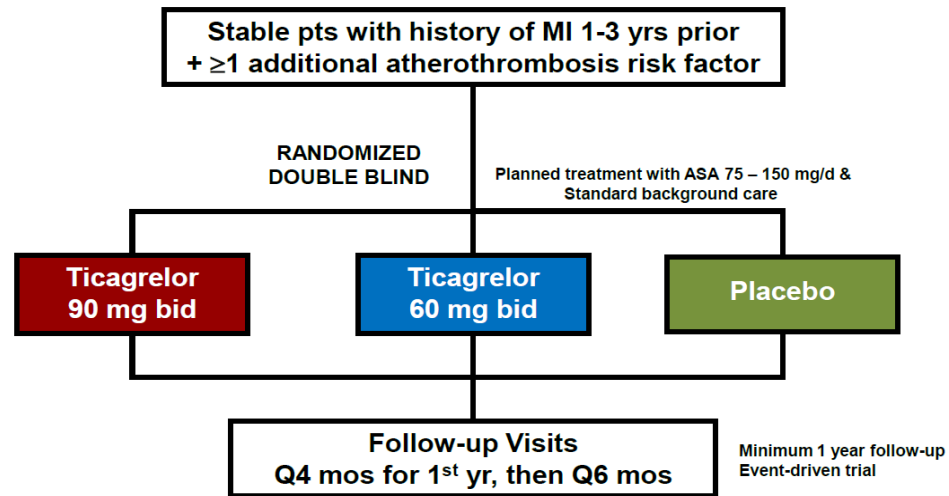 Stable pts with history of MI 1-3 yrs prior
+ ≥1 additional atherothrombosis risk factor
RANDOMIZED
DOUBLE BLIND
Planned treatment with ASA 75 – 150 mg/d &
Standard background care
Ticagrelor
90 mg bid
Ticagrelor
60 mg bid
Placebo
Follow-up Visits
Q4 mos for 1st yr, then Q6 mos
Minimum 1 year follow-up
Event-driven trial